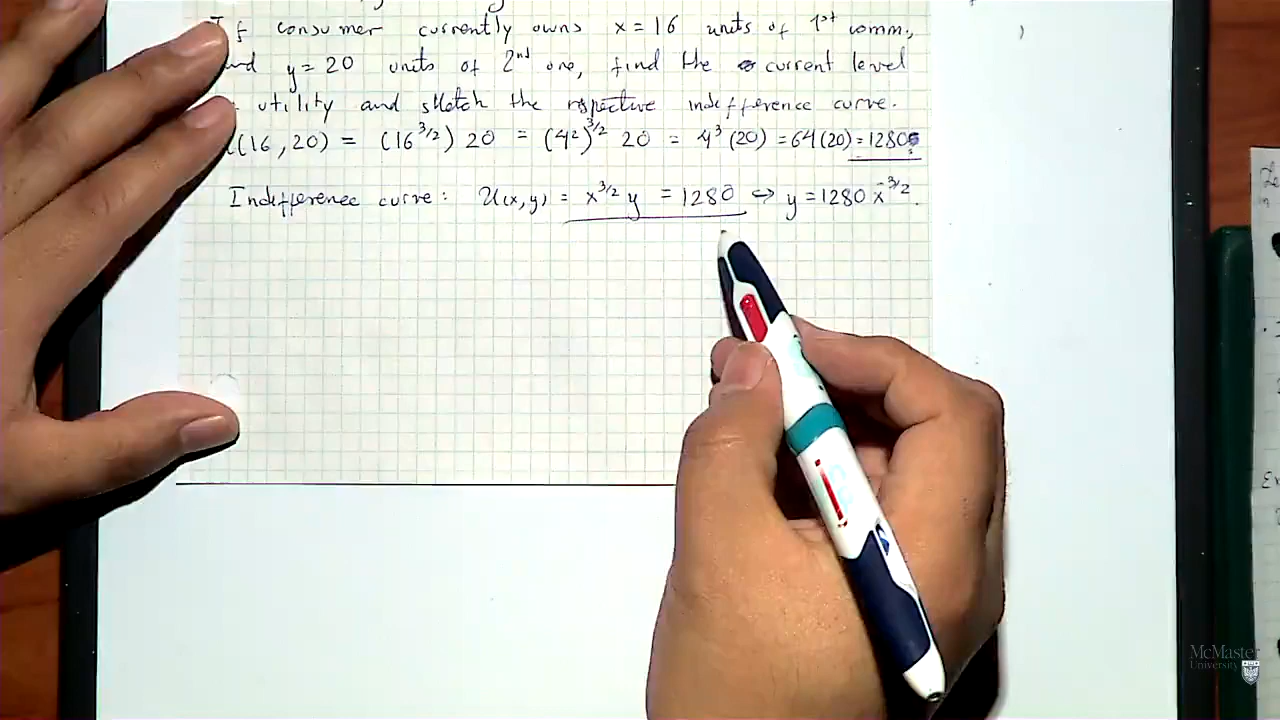 If consumer currently owns x = 16 units of 1st comm.,
and y = 20 units of 2nd one, find the current level
utility and sketch the respective indifference curve.
u(16, 20) = (16^{3/2}) 20 = (4²)^{3/2} 20 = 4³ (20) = 64 (20) = 1280
Indifference curve: U(x, y) = x^{3/2} y = 1280 ⇔ y = 1280 x^{-3/2}.
McMaster
University